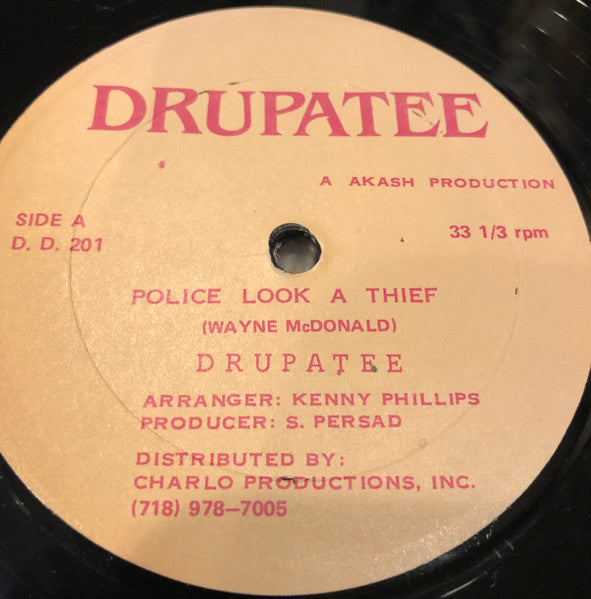 DRUPATEE
A AKASH PRODUCTION
SIDE A
D. D. 201
33 1/3 rpm
POLICE LOOK A THIEF
(WAYNE McDONALD)
DRUPATEE
ARRANGER: KENNY PHILLIPS
PRODUCER: S. PERSAD
DISTRIBUTED BY:
CHARLO PRODUCTIONS, INC.
(718) 978-7005